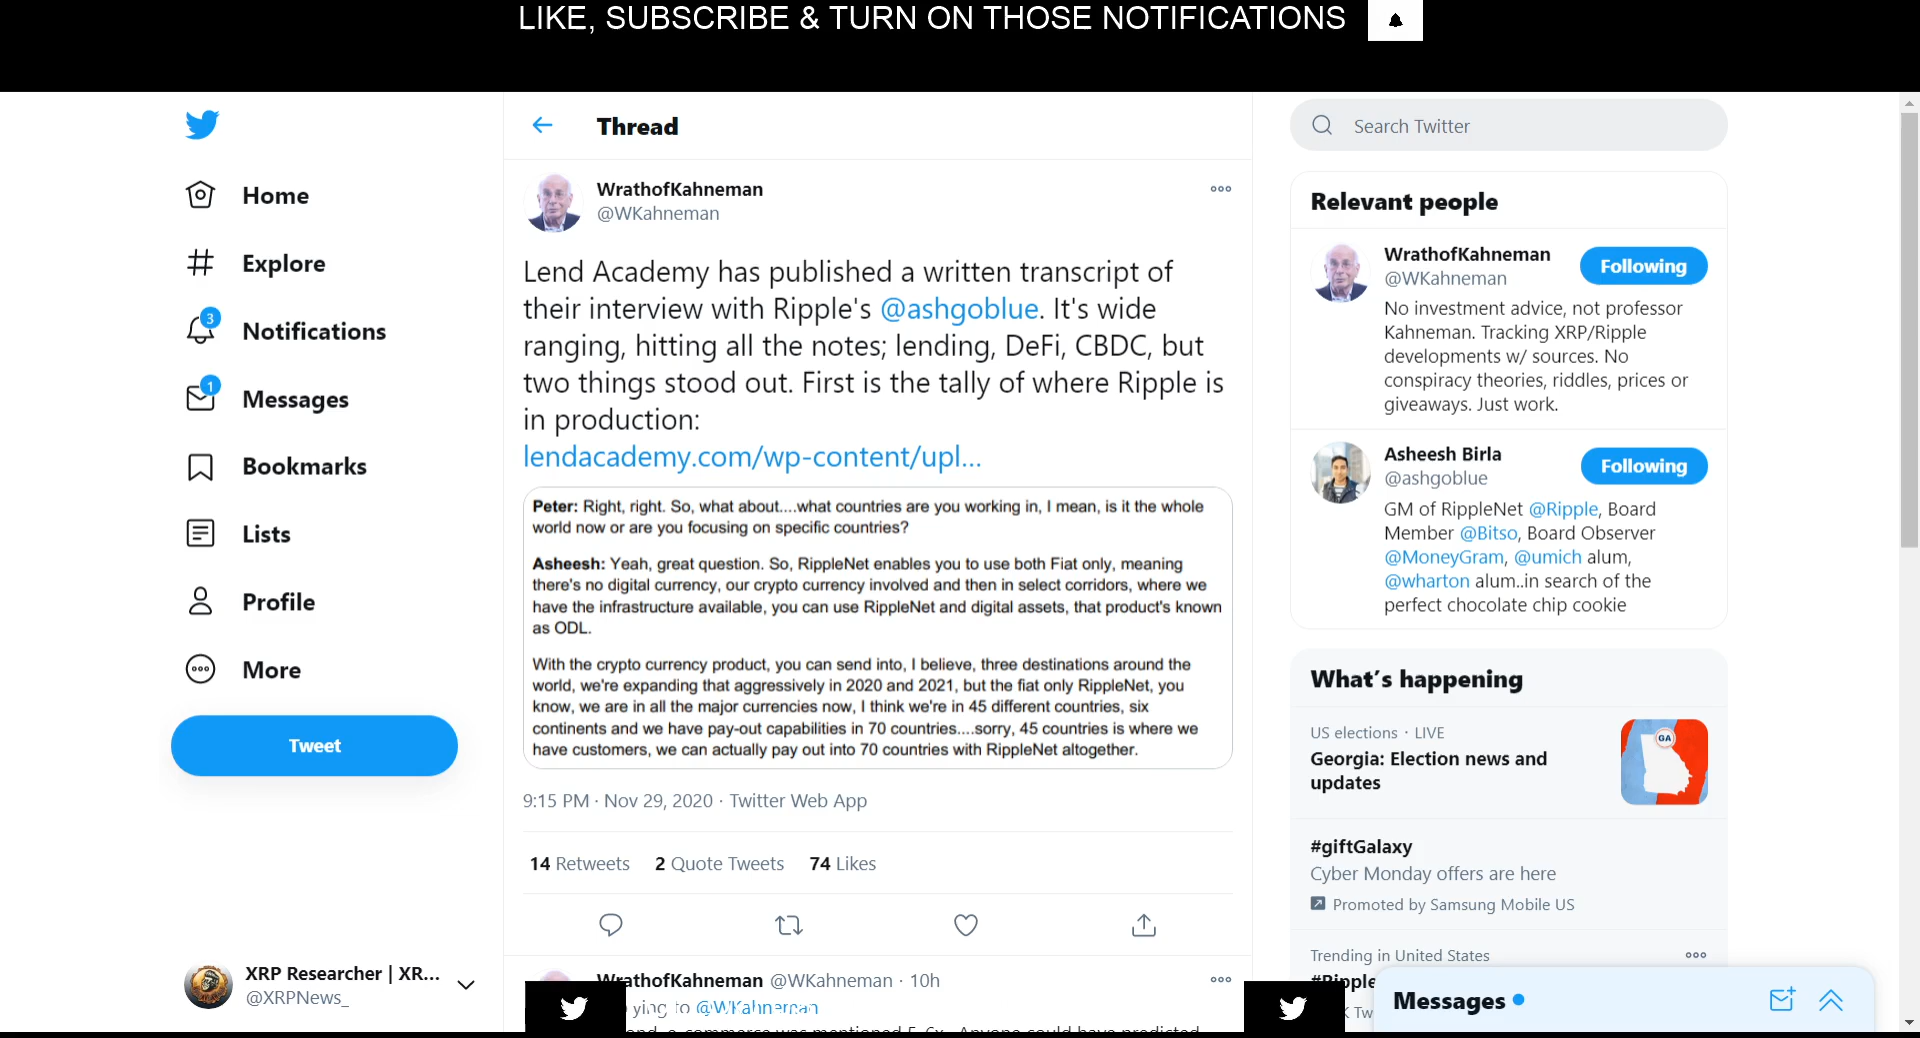 LIKE, SUBSCRIBE & TURN ON THOSE NOTIFICATIONS
Home
Explore
3
Notifications
1
Messages
Bookmarks
Lists
Profile
More
Tweet
XRP Researcher | XR...
@XRPNews_
Thread
WrathofKahneman
@WKahneman
Lend Academy has published a written transcript of
their interview with Ripple's @ashgoblue. It's wide
ranging, hitting all the notes; lending, DeFi, CBDC, but
two things stood out. First is the tally of where Ripple is
in production:
lendacademy.com/wp-content/upl...
Peter: Right, right. So, what about....what countries are you working in, I mean, is it the whole
world now or are you focusing on specific countries?
Asheesh: Yeah, great question. So, RippleNet enables you to use both Fiat only, meaning
there's no digital currency, our crypto currency involved and then in select corridors, where we
have the infrastructure available, you can use RippleNet and digital assets, that product's known
as ODL.
With the crypto currency product, you can send into, I believe, three destinations around the
world, we're expanding that aggressively in 2020 and 2021, but the fiat only RippleNet, you
know, we are in all the major currencies now, I think we're in 45 different countries, six
continents and we have pay-out capabilities in 70 countries....sorry, 45 countries is where we
have customers, we can actually pay out into 70 countries with RippleNet altogether.
9:15 PM · Nov 29, 2020 · Twitter Web App
14 Retweets 2 Quote Tweets 74 Likes
WrathofKahneman @WKahneman · 10h
ying to @WKahneman
e-commerce was mentioned 5-6x. Anyone could have predicted
Search Twitter
Relevant people
WrathofKahneman
@WKahneman
Following
No investment advice, not professor
Kahneman. Tracking XRP/Ripple
developments w/ sources. No
conspiracy theories, riddles, prices or
giveaways. Just work.
Asheesh Birla
@ashgoblue
Following
GM of RippleNet @Ripple, Board
Member @Bitso, Board Observer
@MoneyGram, @umich alum,
@wharton alum..in search of the
perfect chocolate chip cookie
What's happening
US elections · LIVE
Georgia: Election news and
updates
GA
#giftGalaxy
Cyber Monday offers are here
Promoted by Samsung Mobile US
Trending in United States
#Ripple
K Tw
Messages